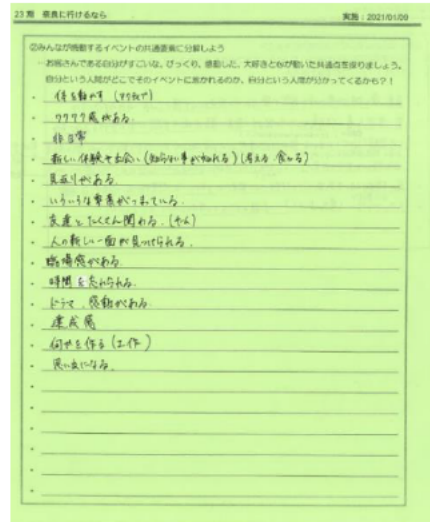 23期 奈良に行けるなら 実施:2021/01/09
②みんなが感動するイベントの共通要素に分解しよう
…お客さんである自分がすごいな、びっくり、感動した、大好きと心が動いた共通点を探りましょう。
自分という人間がどこでそのイベントに惹かれるのか、自分という人間が分かってくるかも?!
・体を動かす
・ワクワク感がある。
・非日常
・新しい体験や出会い(知らない事が知れる)(考える 食べる)
・見返りがある
・いろいろな要素がつまている
・友達とたくさん関わる。
・人の新しい一面が見つけられる。
・臨場感がある
・時間を忘れられる。
・ドラマ、感動がある。
・達成感
・何かを作る(工作)
・思い出になる。